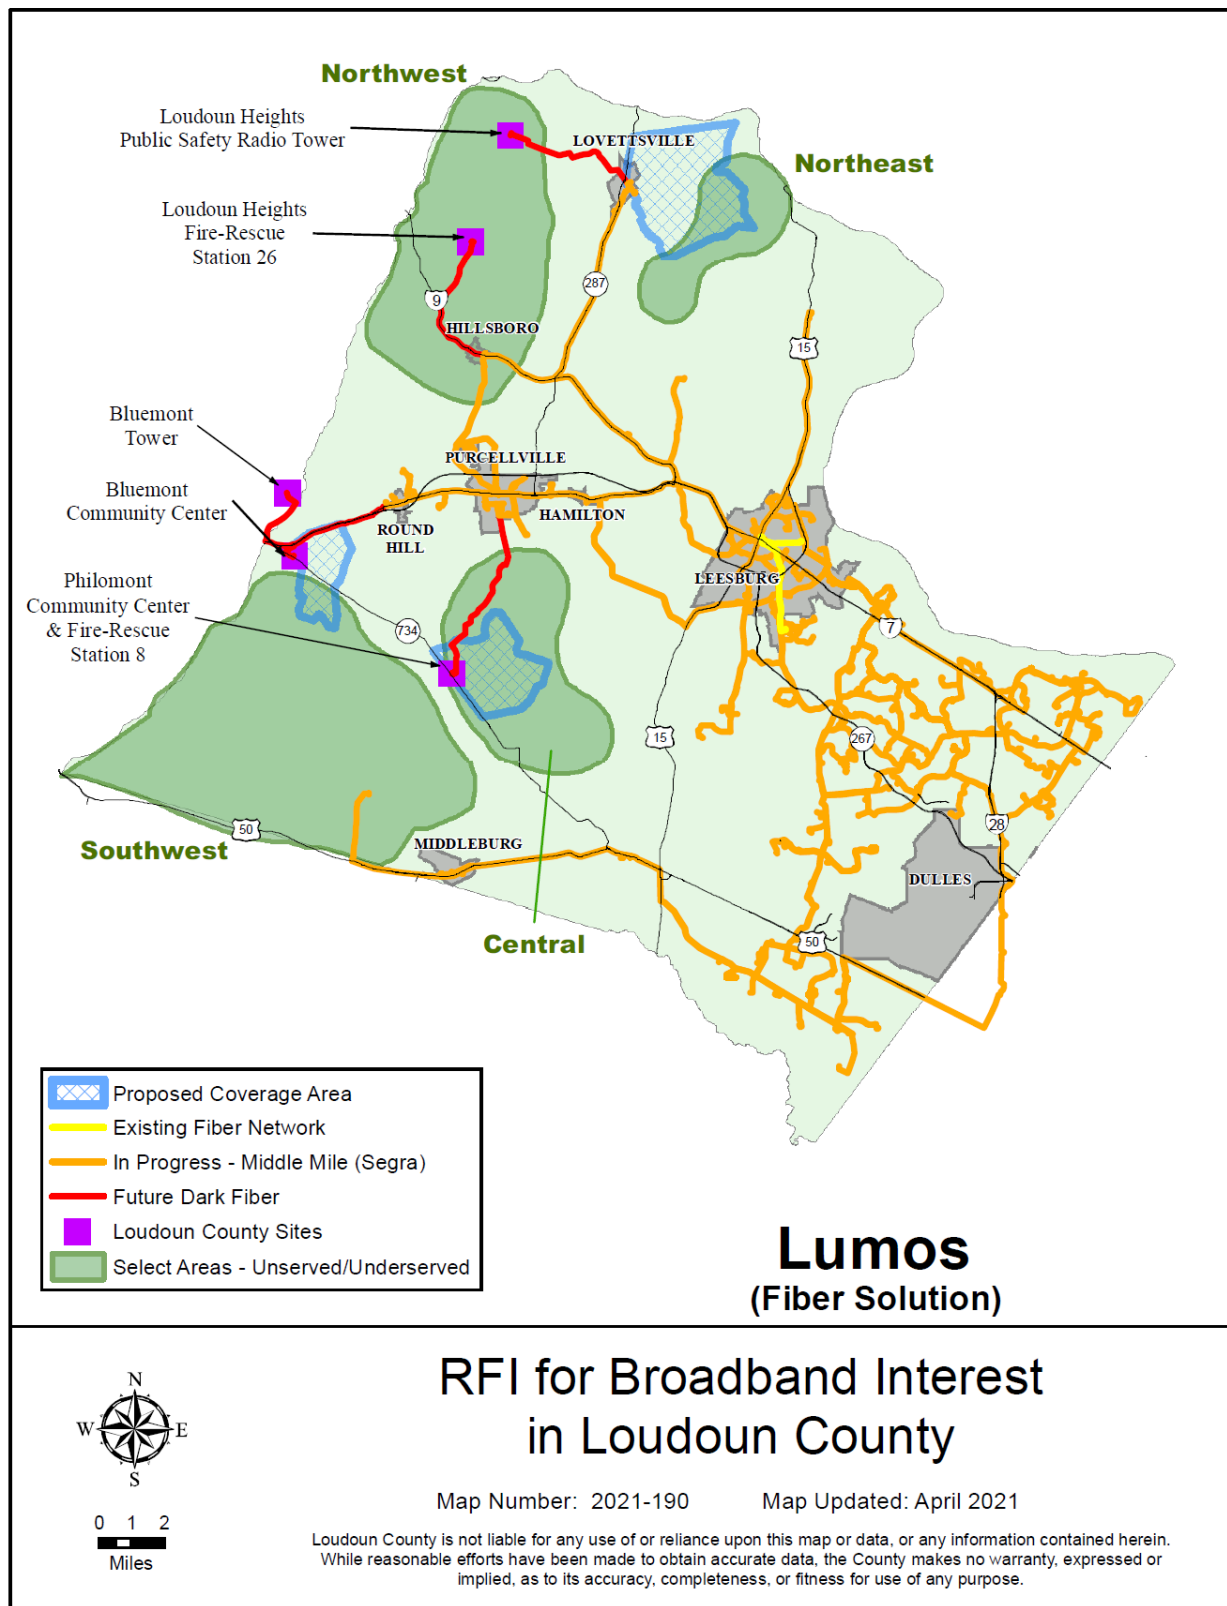 Northwest
Loudoun Heights
Public Safety Radio Tower
LOVETTSVILLE
Northeast
Loudoun Heights
Fire-Rescue
Station 26
287
9
HILLSBORO
15
Bluemont
Tower
PURCELLVILLE
Bluemont
Community Center
HAMILTON
ROUND
HILL
LEESBURG
Philomont
Community Center
& Fire-Rescue
Station 8
734
7
15
267
50
28
Southwest
MIDDLEBURG
DULLES
Central
50
Proposed Coverage Area
Existing Fiber Network
In Progress - Middle Mile (Segra)
Future Dark Fiber
Loudoun County Sites
Select Areas - Unserved/Underserved
Lumos
(Fiber Solution)
N
W E
S
0 1 2
Miles
RFI for Broadband Interest
in Loudoun County
Map Number: 2021-190 Map Updated: April 2021
Loudoun County is not liable for any use of or reliance upon this map or data, or any information contained herein.
While reasonable efforts have been made to obtain accurate data, the County makes no warranty, expressed or
implied, as to its accuracy, completeness, or fitness for use of any purpose.